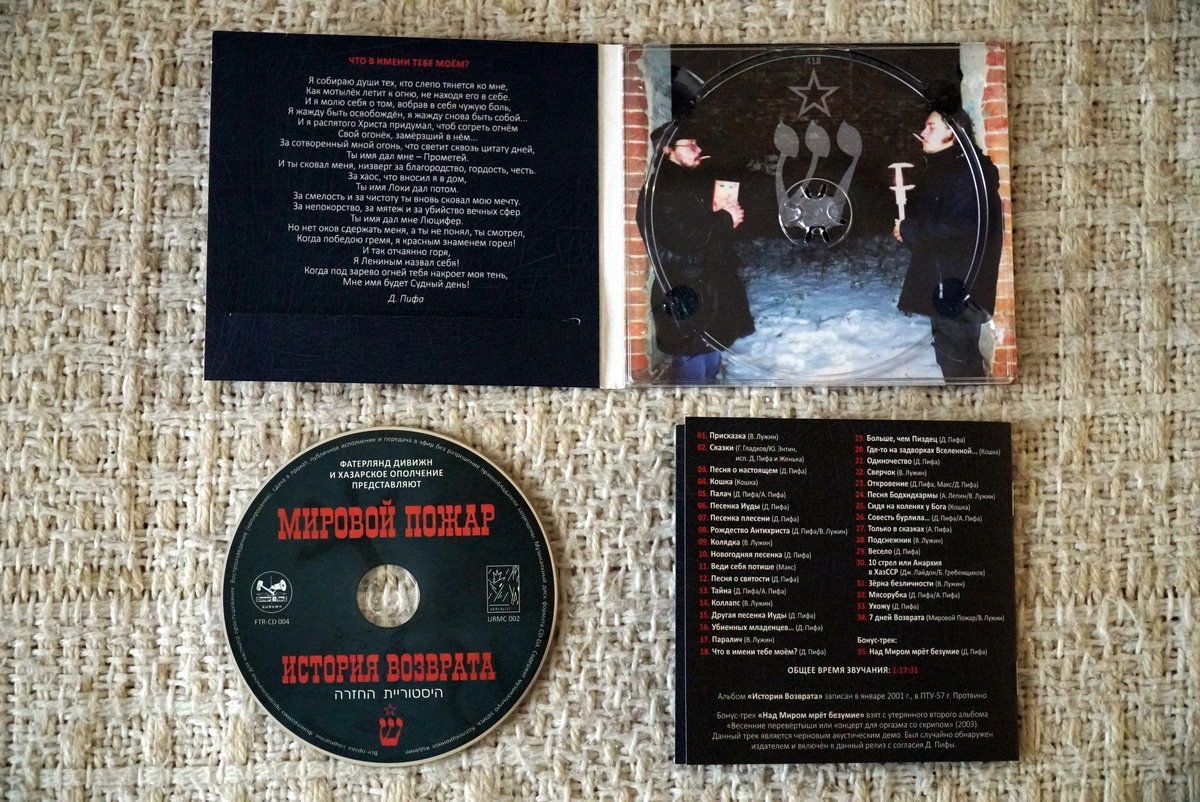 ЧТО В ИМЕНИ ТЕБЕ МОЁМ?
Я собираю души тех, кто слепо тянется ко мне,
Как мотылёк летит к огню, не находя его в себе.
И я молю себя о том, вобрав в себя чужую боль,
Я жажду быть освобождён, я жажду снова быть собой...
И я распятого Христа придумал, чтоб согреть огнём
Свой огонёк, замёрзший в нём...
За сотворенный мной огонь, что светит сквозь цитату дней,
Ты имя дал мне – Прометей.
И ты сковал меня, низверг за благородство, гордость, честь.
За хаос, что вносил я в дом,
Ты имя Локи дал потом.
За смелость и за чистоту ты вновь сковал мою мечту.
За непокорство, за мятеж и за убийство вечных сфер
Ты имя дал мне Люцифер.
Но нет оков сдержать меня, а ты не понял, ты смотрел,
Когда победою гремя, я красным знаменем горел!
И так отчаянно горя,
Я Лениным назвал себя!
Когда под зарево огней тебя накроет моя тень,
Мне имя будет Судный день!
Д. Пифа
418
ש
ФАТЕРЛЯНД ДИВИЖН
И ХАЗАРСКОЕ ОПОЛЧЕНИЕ
ПРЕДСТАВЛЯЮТ
МИРОВОЙ ПОЖАР
FTR-CD 004
URMC 002
ИСТОРИЯ ВОЗВРАТА
היסטוריית החזרה
ש
01. Присказка (В. Лужин)
02. Сказки (Г. Гладков/Ю. Энтин,
исп. Д. Пифа и Женька)
03. Песня о настоящем (Д. Пифа)
04. Кошка (Кошка)
05. Палач (Д. Пифа/А. Пифа)
06. Песенка Иуды (Д. Пифа)
07. Песенка плесени (Д. Пифа)
08. Рождество Антихриста (Д. Пифа/В. Лужин)
09. Колядка (В. Лужин)
10. Новогодняя песенка (Д. Пифа)
11. Веди себя потише (Макс)
12. Песня о святости (Д. Пифа)
13. Тайна (Д. Пифа/А. Пифа)
14. Коллапс (В. Лужин)
15. Другая песенка Иуды (Д. Пифа)
16. Убиенных младенцев... (Д. Пифа)
17. Паралич (В. Лужин)
18. Что в имени тебе моём? (Д. Пифа)
19. Больше, чем Пиздец (Д. Пифа)
20. Где-то на задворках Вселенной... (Кошка)
21. Одиночество (Д. Пифа)
22. Сверчок (В. Лужин)
23. Откровение (Д.Пифа, Макс/Д. Пифа)
24. Песня Бодхидхармы (А. Лепин/В. Лужин)
25. Сидя на коленях у Бога (Кошка)
26. Совесть бурлила... (Д. Пифа/А. Пифа)
27. Только в сказках (А. Пифа)
28. Подснежник (В. Лужин)
29. Весело (Д. Пифа)
30. 10 стрел или Анархия
в ХазССР (Дж. Лайдон/Б. Гребенщиков)
31. Зёрна безличности (В. Лужин)
32. Мясорубка (Д. Пифа/А. Пифа)
33. Ухожу (Д. Пифа)
34. 7 дней Возврата (Мировой Пожар/В. Лужин)
Бонус-трек:
35. Над Миром мрёт безумие (Д. Пифа)
ОБЩЕЕ ВРЕМЯ ЗВУЧАНИЯ: 1:17:31
Альбом «История Возврата» записан в январе 2001 г., в ПТУ-57 г. Протвино
Бонус-трек «Над Миром мрёт безумие» взят с утерянного второго альбома
«Весенние перевёртыши или концерт для оргазма со скрипом» (2003).
Данный трек является черновым акустическим демо. Был случайно обнаружен
издателем и включён в данный релиз с согласия Д. Пифы.